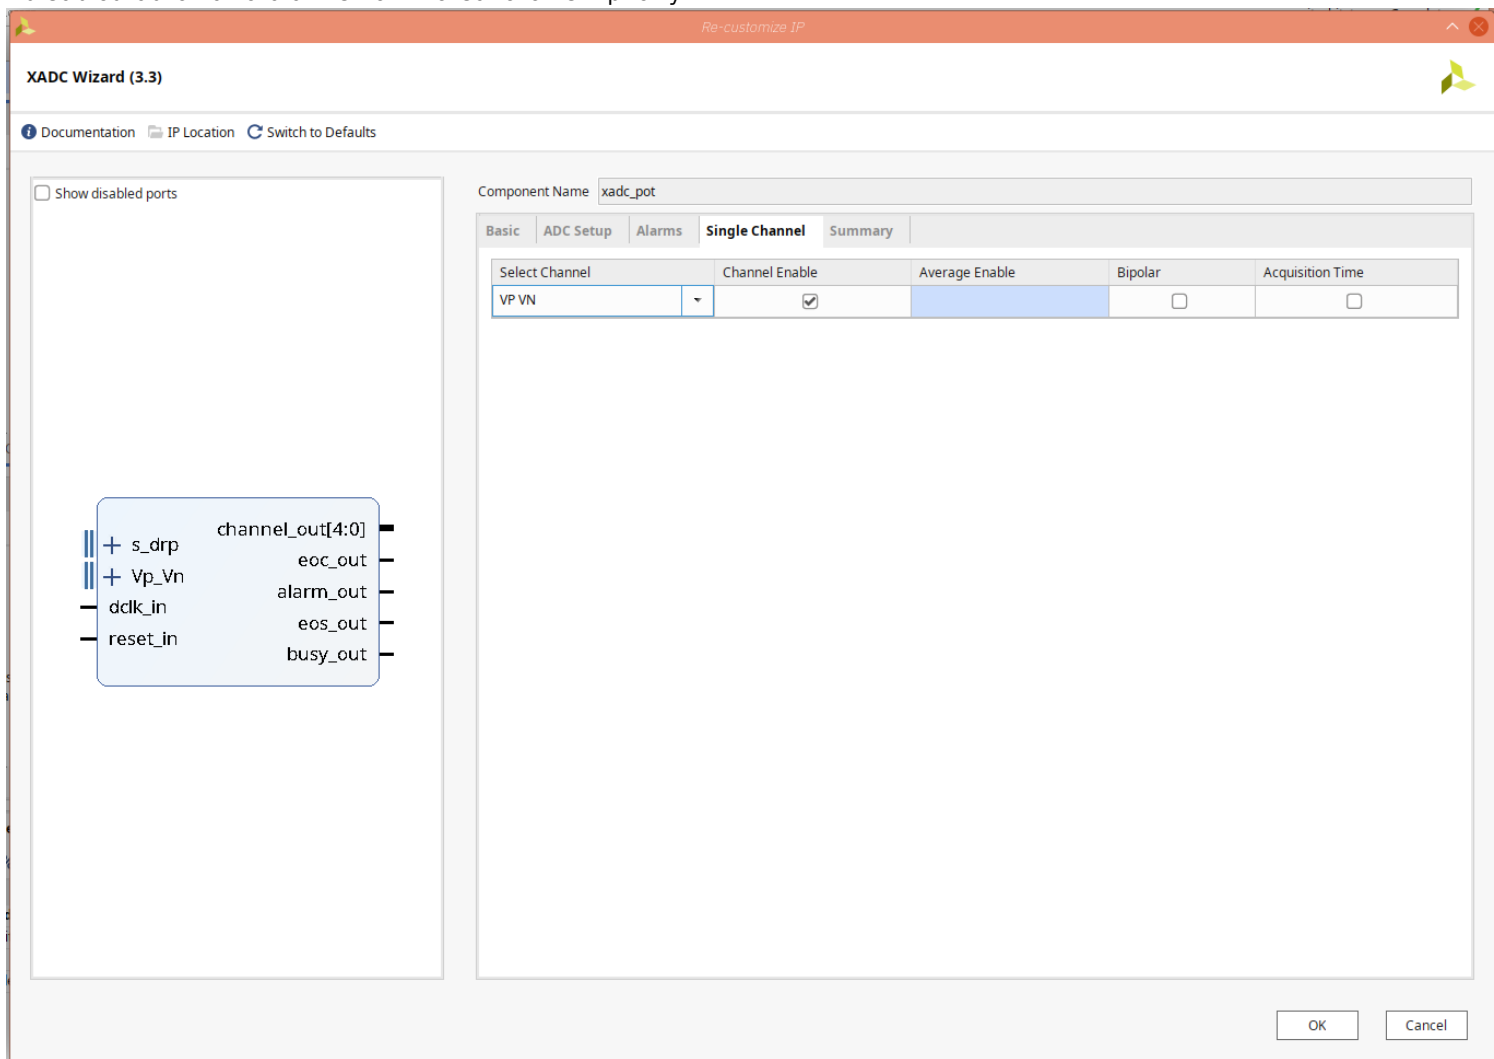 Re-customize IP
XADC Wizard (3.3)
Documentation IP Location Switch to Defaults
Show disabled ports
Component Name xadc_pot
Basic ADC Setup Alarms Single Channel Summary
Select Channel Channel Enable Average Enable Bipolar Acquisition Time
VP VN
channel_out[4:0]
s_drp
eoc_out
Vp_Vn
alarm_out
dclk_in
eos_out
reset_in
busy_out
OK Cancel